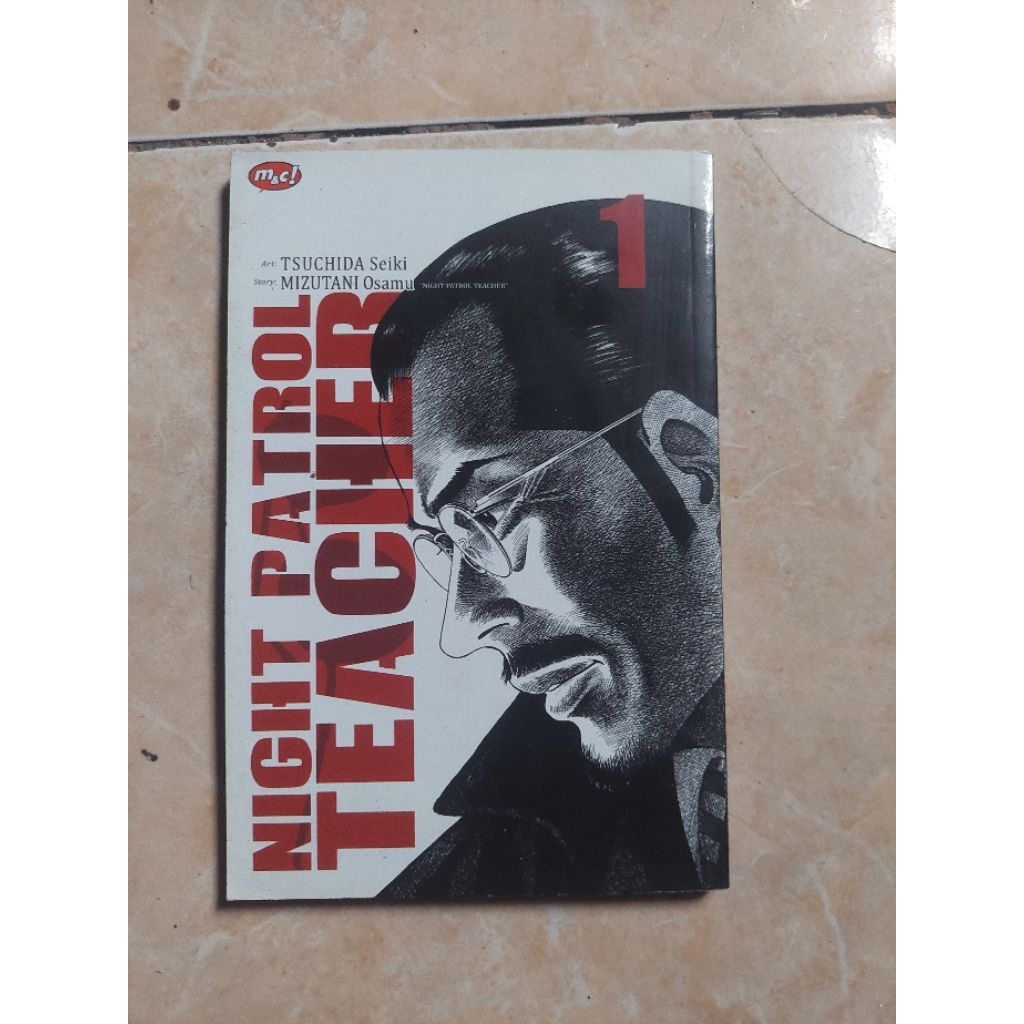 m&c!
1
Art: TSUCHIDA Seiki
Story: MIZUTANI Osamu "NIGHT PATROL TEACHER"
NIGHT PATROL
TEACHER